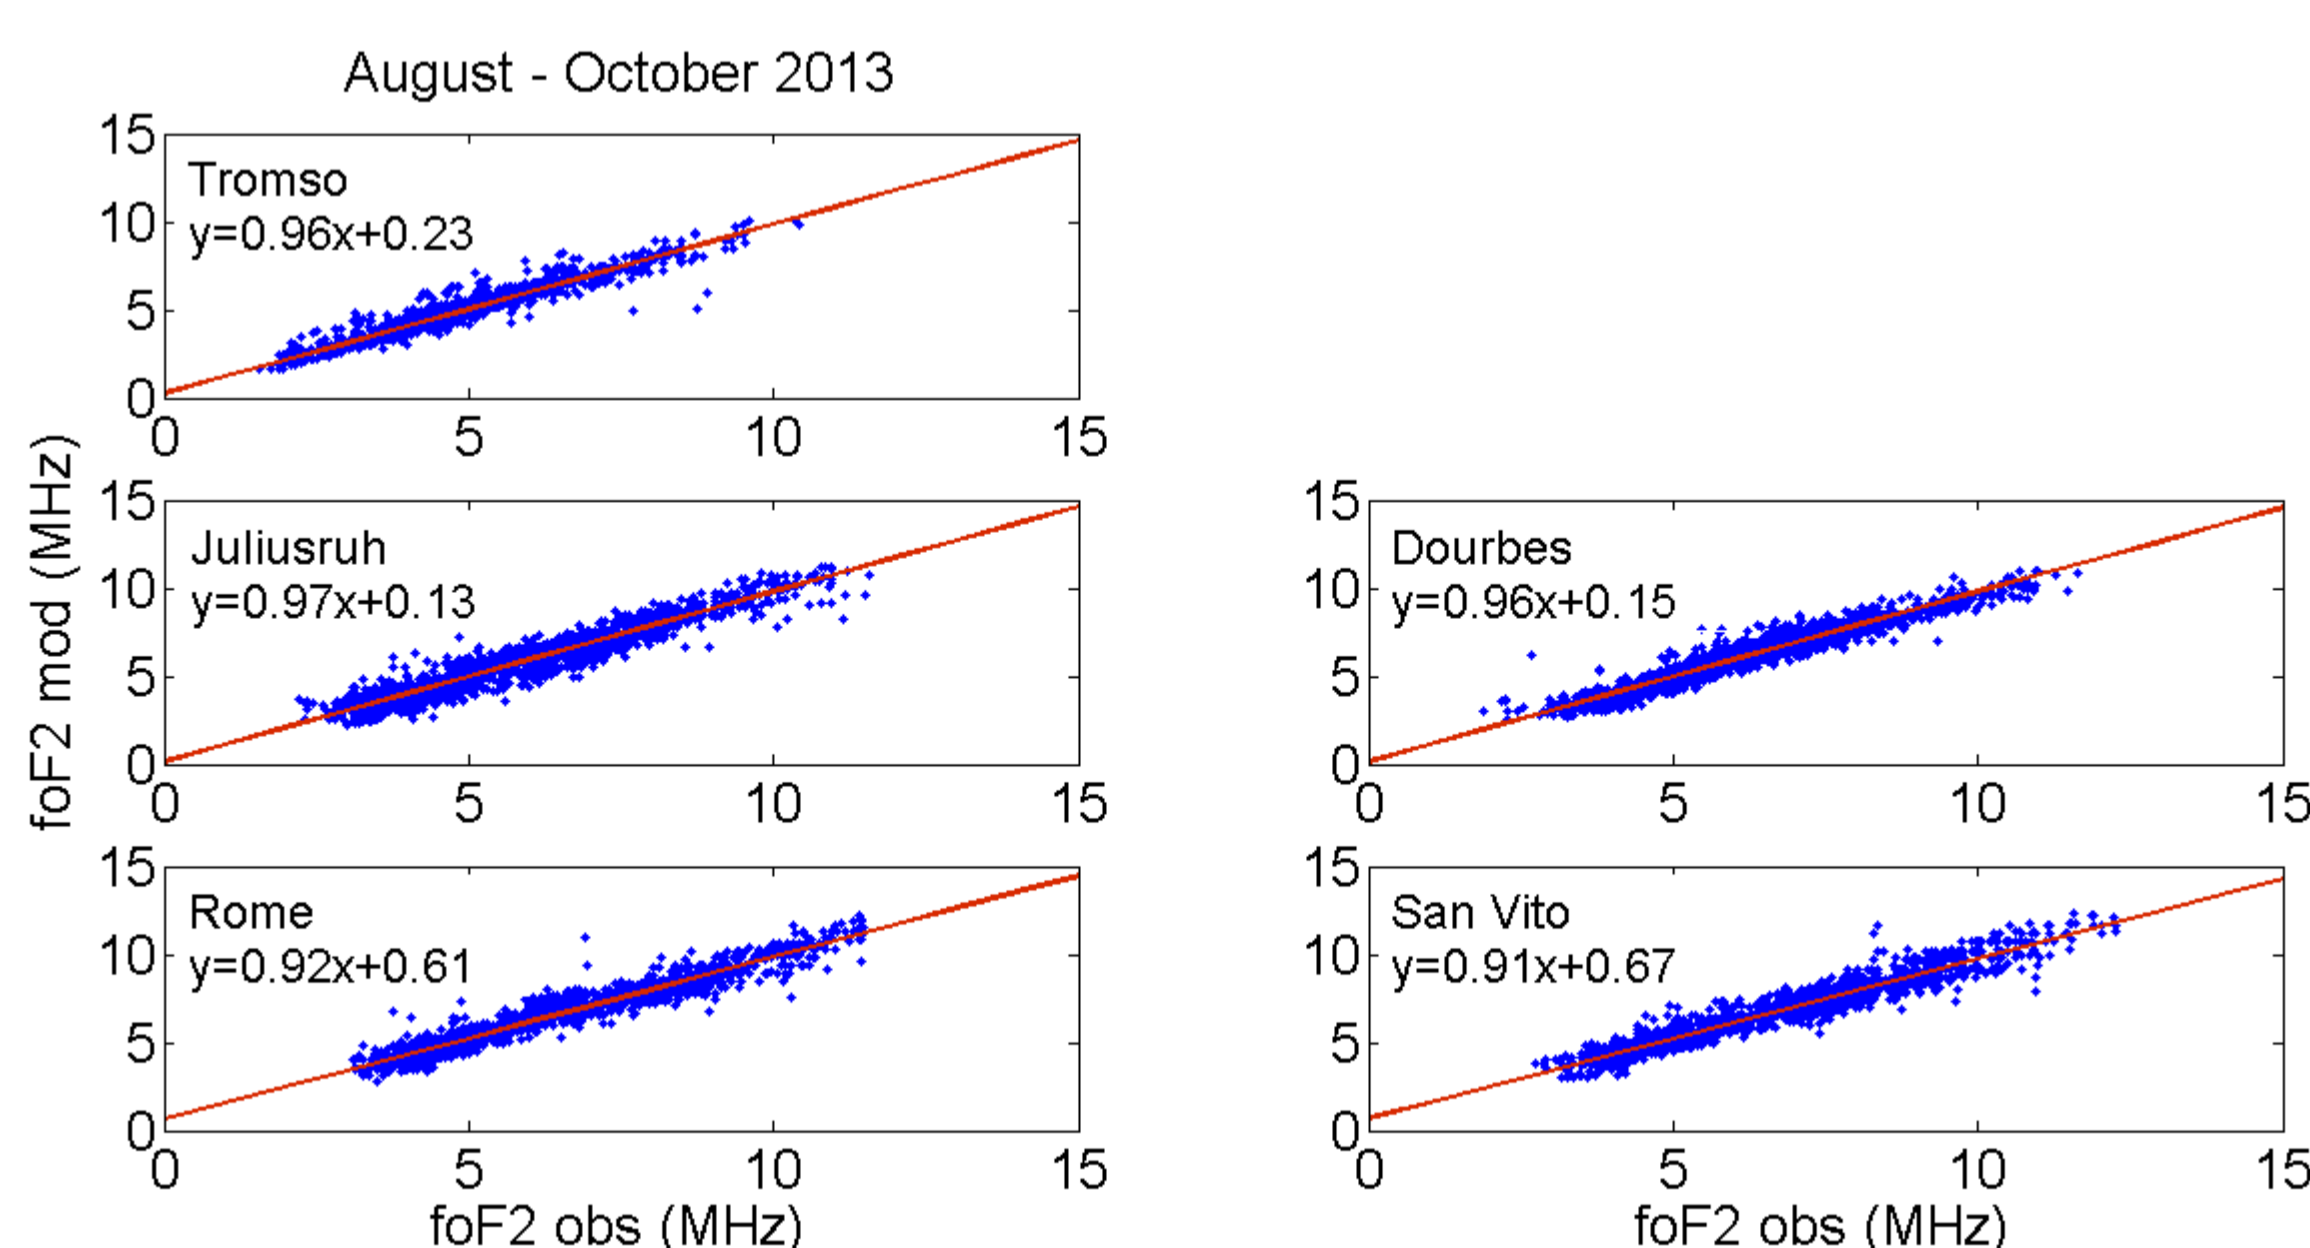 August - October 2013
foF2 mod (MHz)
15
Tromso
10
y=0.96x+0.23
5
0
0 5 10 15
15
Juliusruh
10
y=0.97x+0.13
5
0
0 5 10 15
15
Dourbes
10
y=0.96x+0.15
5
0
0 5 10 15
15
Rome
10
y=0.92x+0.61
5
0
0 5 10 15
foF2 obs (MHz)
15
San Vito
10
y=0.91x+0.67
5
0
0 5 10 15
foF2 obs (MHz)